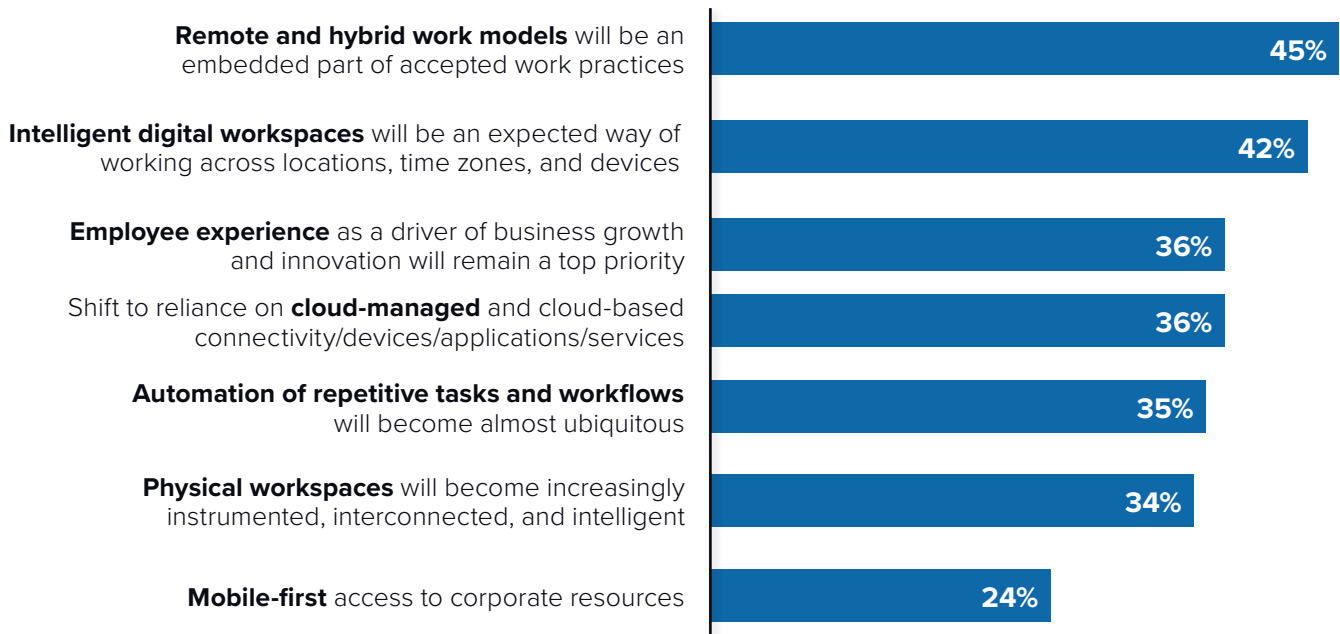 Remote and hybrid work models will be an
embedded part of accepted work practices
45%
Intelligent digital workspaces will be an expected way of
working across locations, time zones, and devices
42%
Employee experience as a driver of business growth
and innovation will remain a top priority
36%
Shift to reliance on cloud-managed and cloud-based
connectivity/devices/applications/services
36%
Automation of repetitive tasks and workflows
will become almost ubiquitous
35%
Physical workspaces will become increasingly
instrumented, interconnected, and intelligent
34%
Mobile-first access to corporate resources
24%